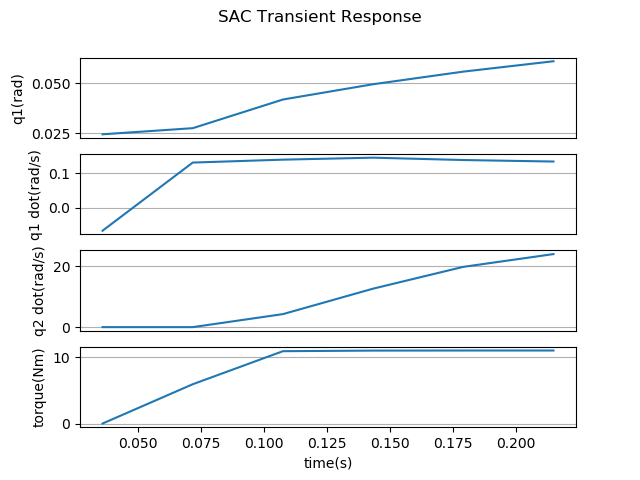 SAC Transient Response
q1(rad)
0.050
0.025
q1 dot(rad/s)
0.1
0.0
q2 dot(rad/s)
20
0
torque(Nm)
10
0
0.050 0.075 0.100 0.125 0.150 0.175 0.200
time(s)